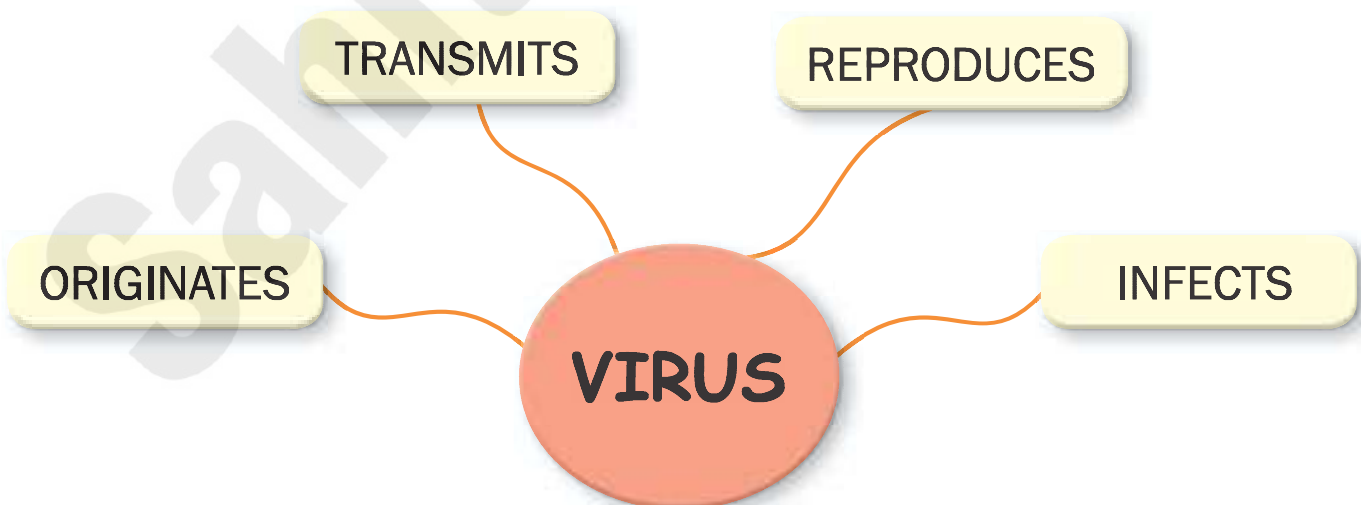 TRANSMITS
REPRODUCES
ORIGINATES
INFECTS
VIRUS